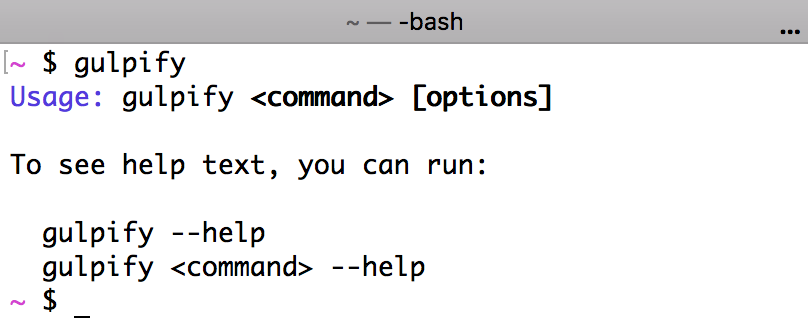 ~ — -bash
...
~ $ gulpify
Usage: gulpify <command> [options]
To see help text, you can run:
gulpify --help
gulpify <command> --help
~ $ _